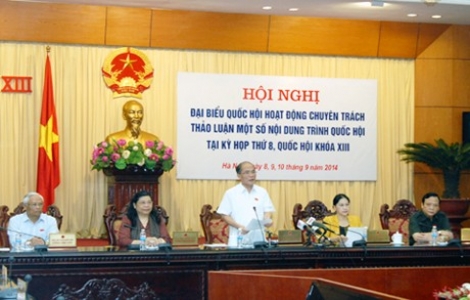 XIII
HỘI NGHỊ
ĐẠI BIỂU QUỐC HỘI HOẠT ĐỘNG CHUYÊN TRÁCH
THẢO LUẬN MỘT SỐ NỘI DUNG TRÌNH QUỐC HỘI
TẠI KỲ HỌP THỨ 8, QUỐC HỘI KHÓA XIII
Hà Nội, ngày 8, 9, 10 tháng 9 năm 2014